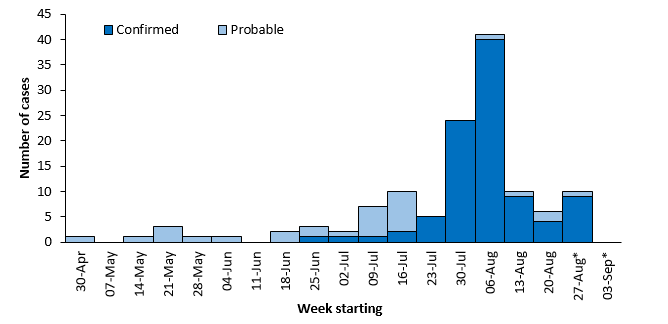 45
40
35
30
25
20
15
10
5
0
Number of cases
Confirmed Probable
30-Apr 07-May 14-May 21-May 28-May 04-Jun 11-Jun 18-Jun 25-Jun 02-Jul 09-Jul 16-Jul 23-Jul 30-Jul 06-Aug 13-Aug 20-Aug 27-Aug* 03-Sep*
Week starting